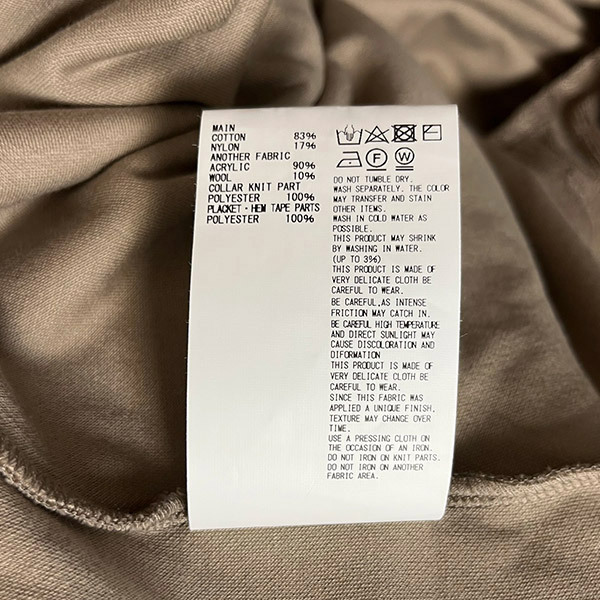 MAIN
COTTON 83%
NYLON 17%
ANOTHER FABRIC
ACRYLIC 90%
WOOL 10%
COLLAR KNIT PART
POLYESTER 100%
PLACKET・HEM TAPE PARTS
POLYESTER 100%
F W
DO NOT TUMBLE DRY.
WASH SEPARATELY. THE COLOR
MAY TRANSFER AND STAIN
OTHER ITEMS.
WASH IN COLD WATER AS
POSSIBLE.
THIS PRODUCT MAY SHRINK
BY WASHING IN WATER.
(UP TO 3%)
THIS PRODUCT IS MADE OF
VERY DELICATE CLOTH BE
CAREFUL TO WEAR.
BE CAREFUL,AS INTENSE
FRICTION MAY CATCH IN.
BE CAREFUL HIGH TEMPERATURE
AND DIRECT SUNLIGHT MAY
CAUSE DISCOLORATION AND
DIFORMATION
THIS PRODUCT IS MADE OF
VERY DELICATE CLOTH BE
CAREFUL TO WEAR.
SINCE THIS FABRIC WAS
APPLIED A UNIQUE FINISH,
TEXTURE MAY CHANGE OVER
TIME.
USE A PRESSING CLOTH ON
THE OCCASION OF AN IRON.
DO NOT IRON ON KNIT PARTS.
DO NOT IRON ON ANOTHER
FABRIC AREA.